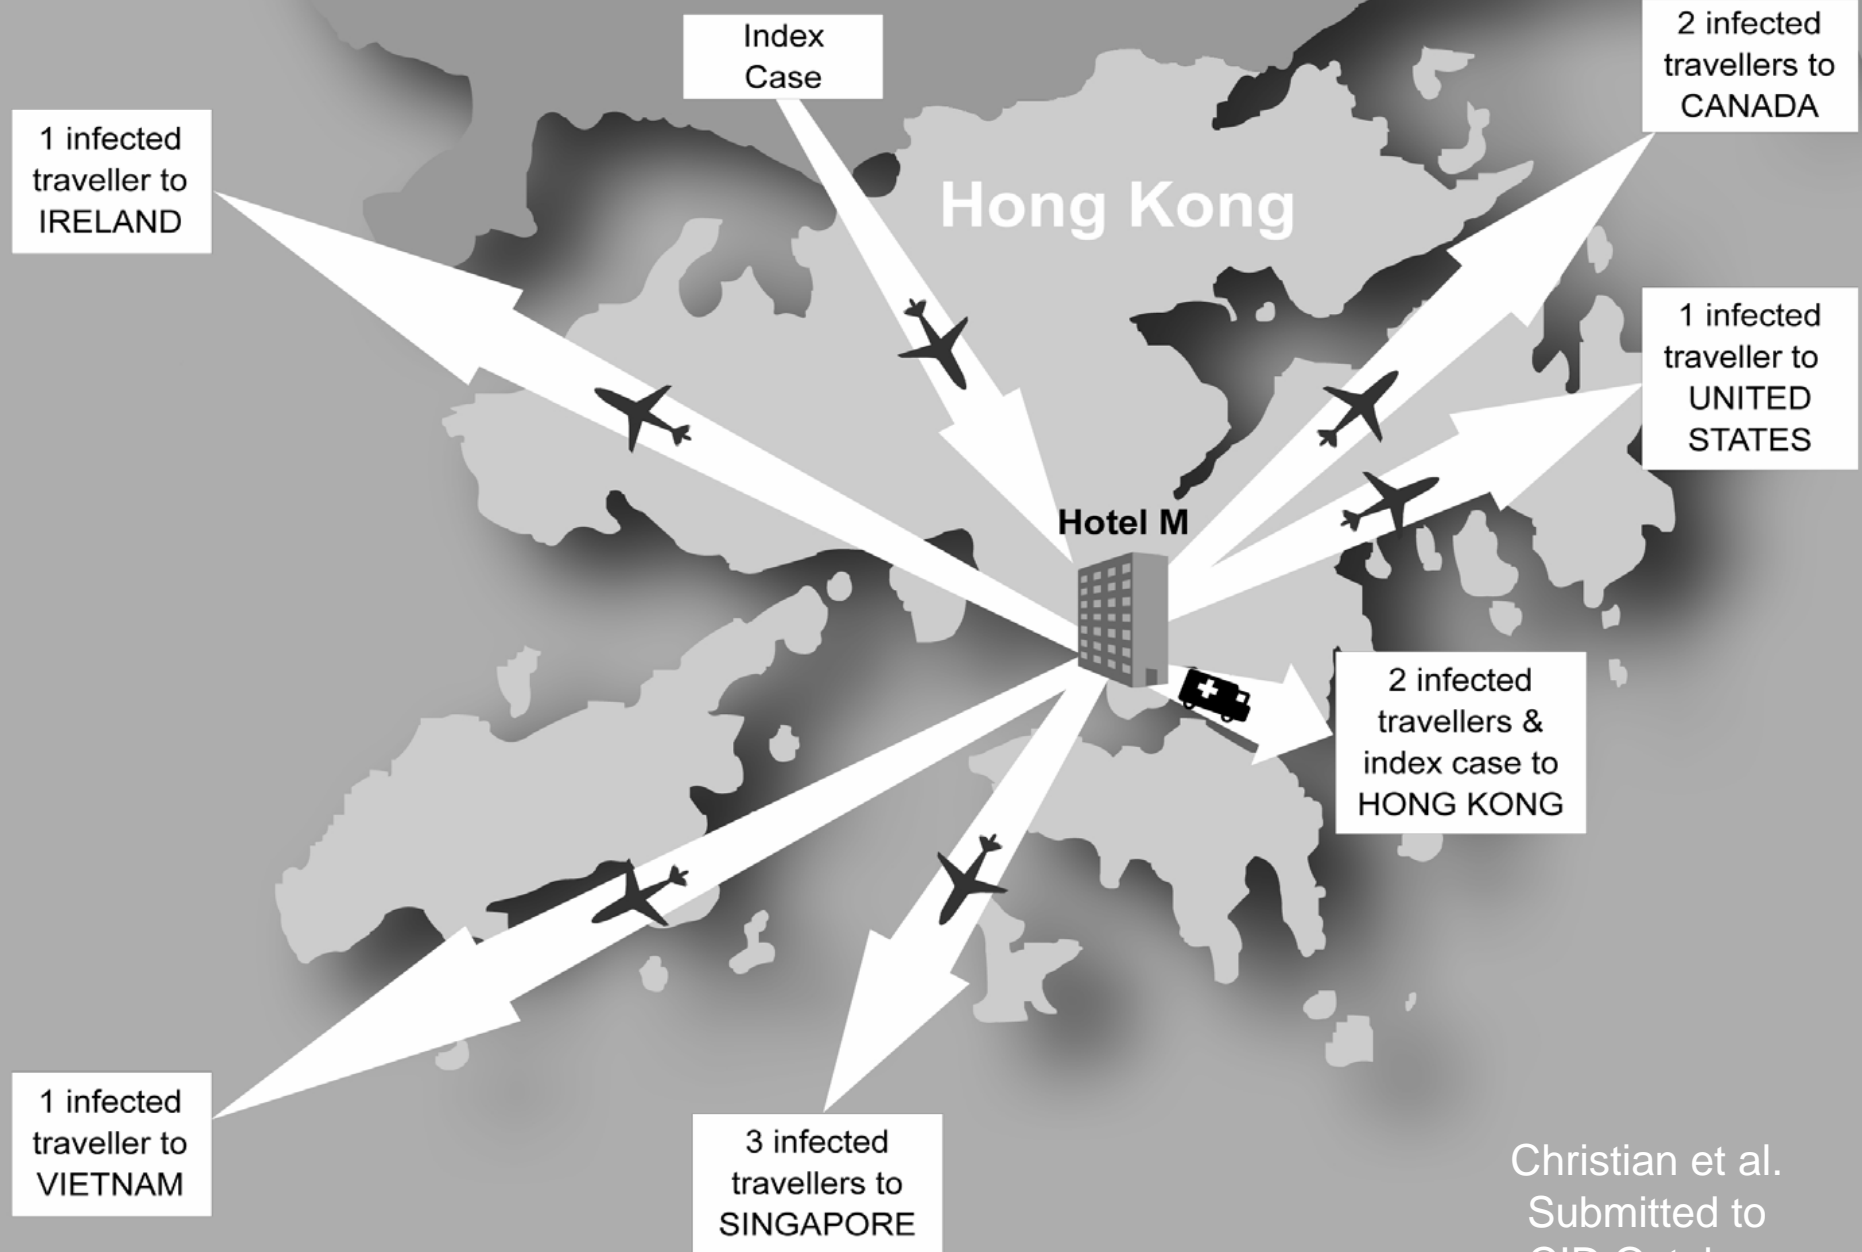 Index
Case
2 infected
travellers to
CANADA
1 infected
traveller to
IRELAND
Hong Kong
1 infected
traveller to
UNITED
STATES
Hotel M
2 infected
travellers &
index case to
HONG KONG
1 infected
traveller to
VIETNAM
3 infected
travellers to
SINGAPORE
Christian et al.
Submitted to